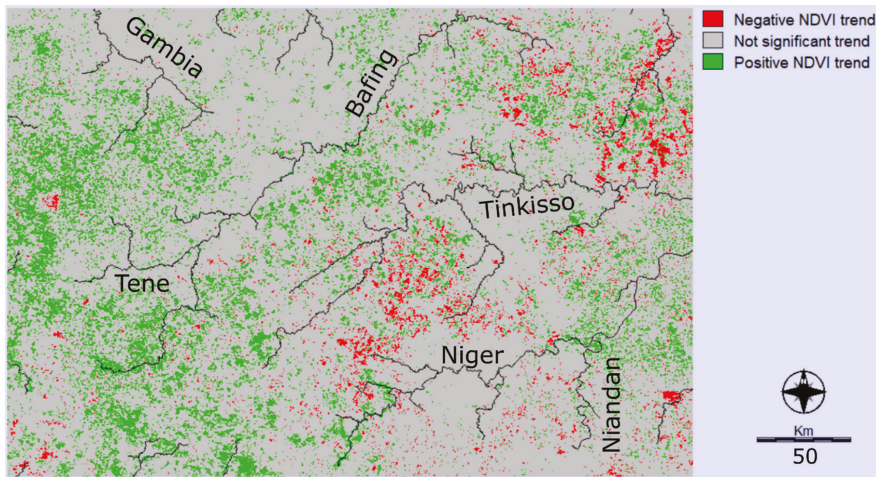 Gambia
Bafing
Tinkisso
Tene
Niger
Niandan
Negative NDVI trend
Not significant trend
Positive NDVI trend
Km
50